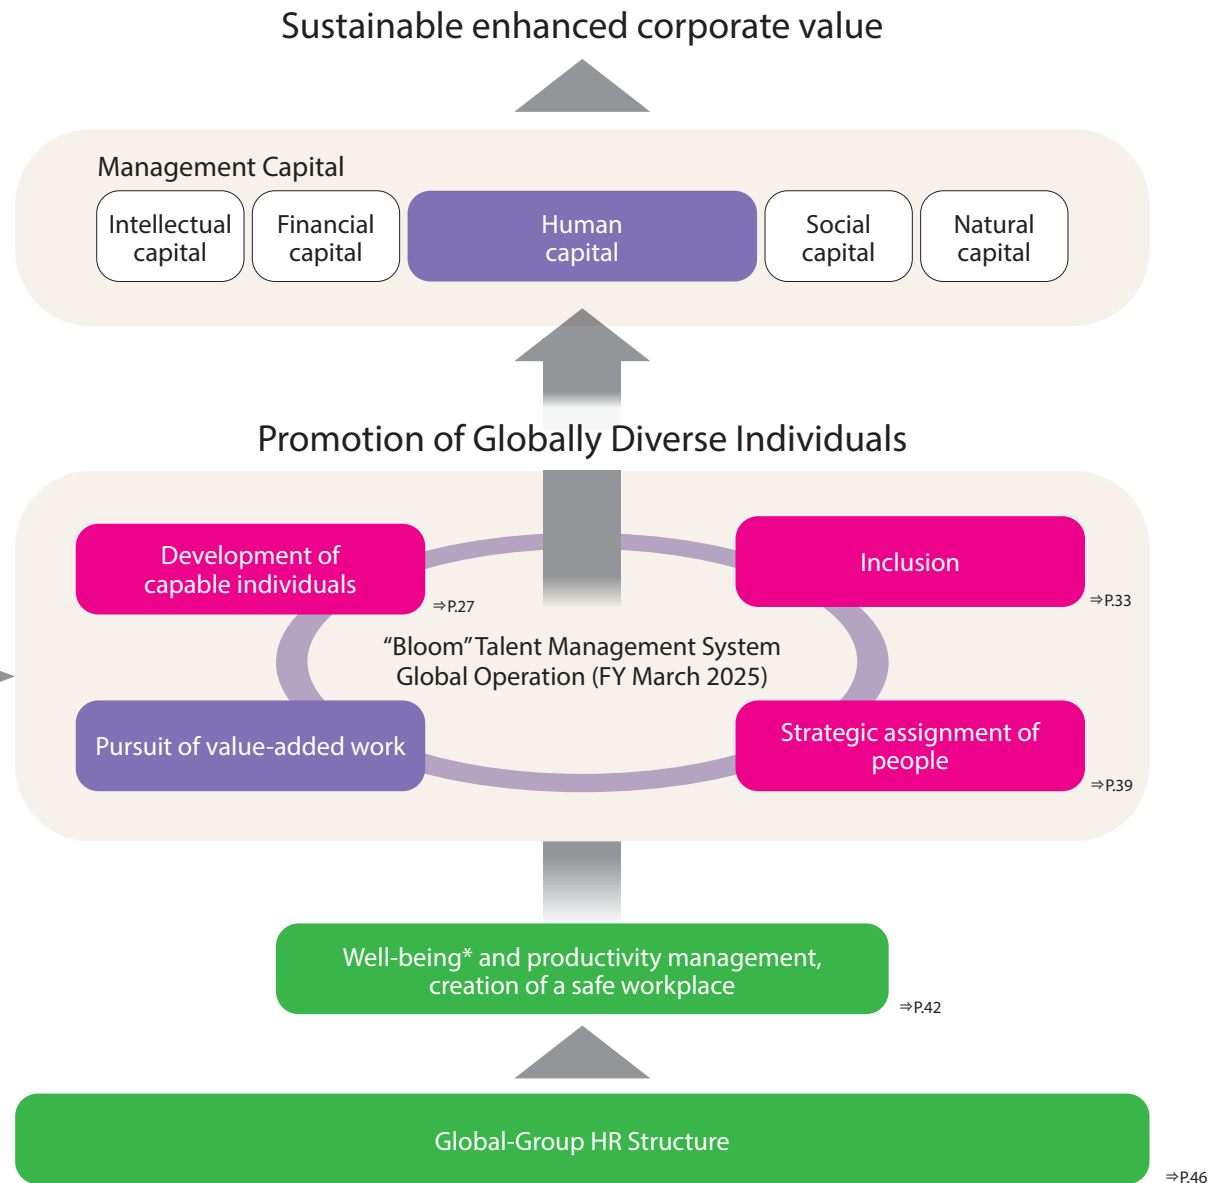 Sustainable enhanced corporate value
Management Capital
Intellectual
capital
Financial
capital
Human
capital
Social
capital
Natural
capital
Promotion of Globally Diverse Individuals
Development of
capable individuals
⇒P.27
Inclusion
⇒P.33
“Bloom” Talent Management System
Global Operation (FY March 2025)
Pursuit of value-added work
Strategic assignment of
people
⇒P.39
Well-being* and productivity management,
creation of a safe workplace
⇒P.42
Global-Group HR Structure
⇒P.46